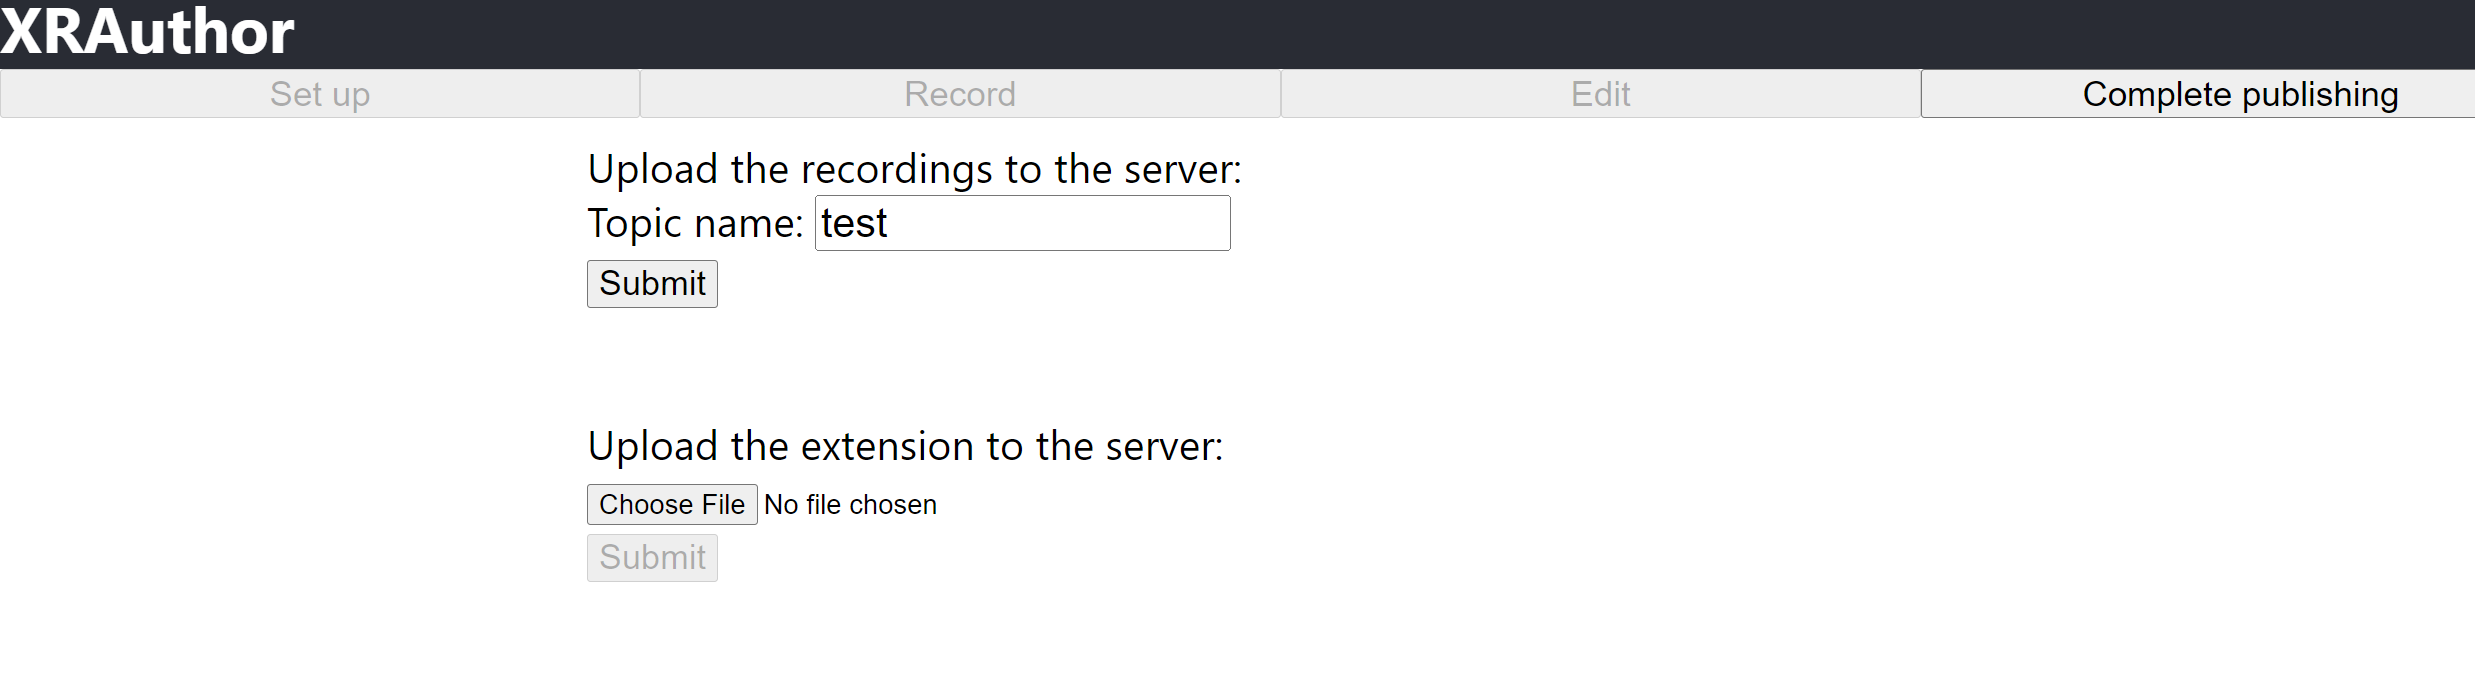 XRAuthor
Set up Record Edit Complete publishing
Upload the recordings to the server:
Topic name: test
Submit
Upload the extension to the server:
Choose File No file chosen
Submit